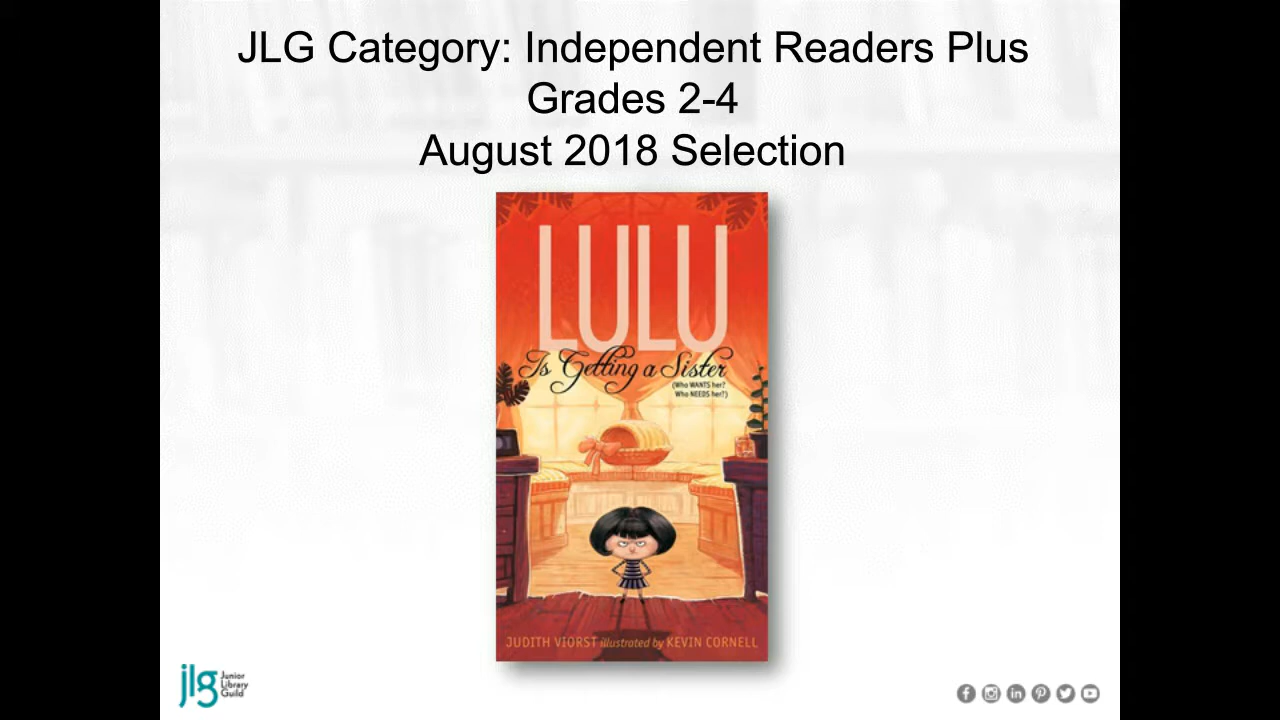 JLG Category: Independent Readers Plus
Grades 2-4
August 2018 Selection
LULU
Is Getting a Sister
(Who WANTS her?
Who NEEDS her?)
JUDITH VIORST illustrated by KEVIN CORNELL
jlg Junior
Library
Guild